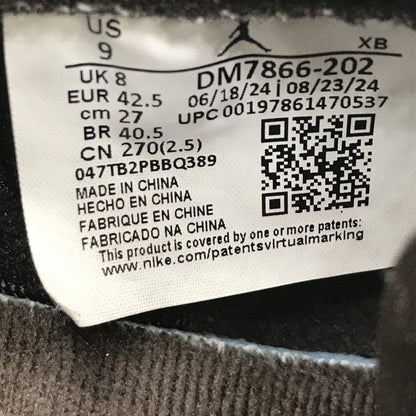 US
9
XB
UK 8
DM7866-202
EUR 42.5
06/18/24 | 08/23/24
cm 27
UPC 00197861470537
BR 40.5
CN 270(2.5)
047TB2PBBQ389
MADE IN CHINA
HECHO EN CHINA
FABRIQUE EN CHINE
FABRICADO NA CHINA
This product is covered by one or more patents
www.nike.com/patentsvirtualmarking